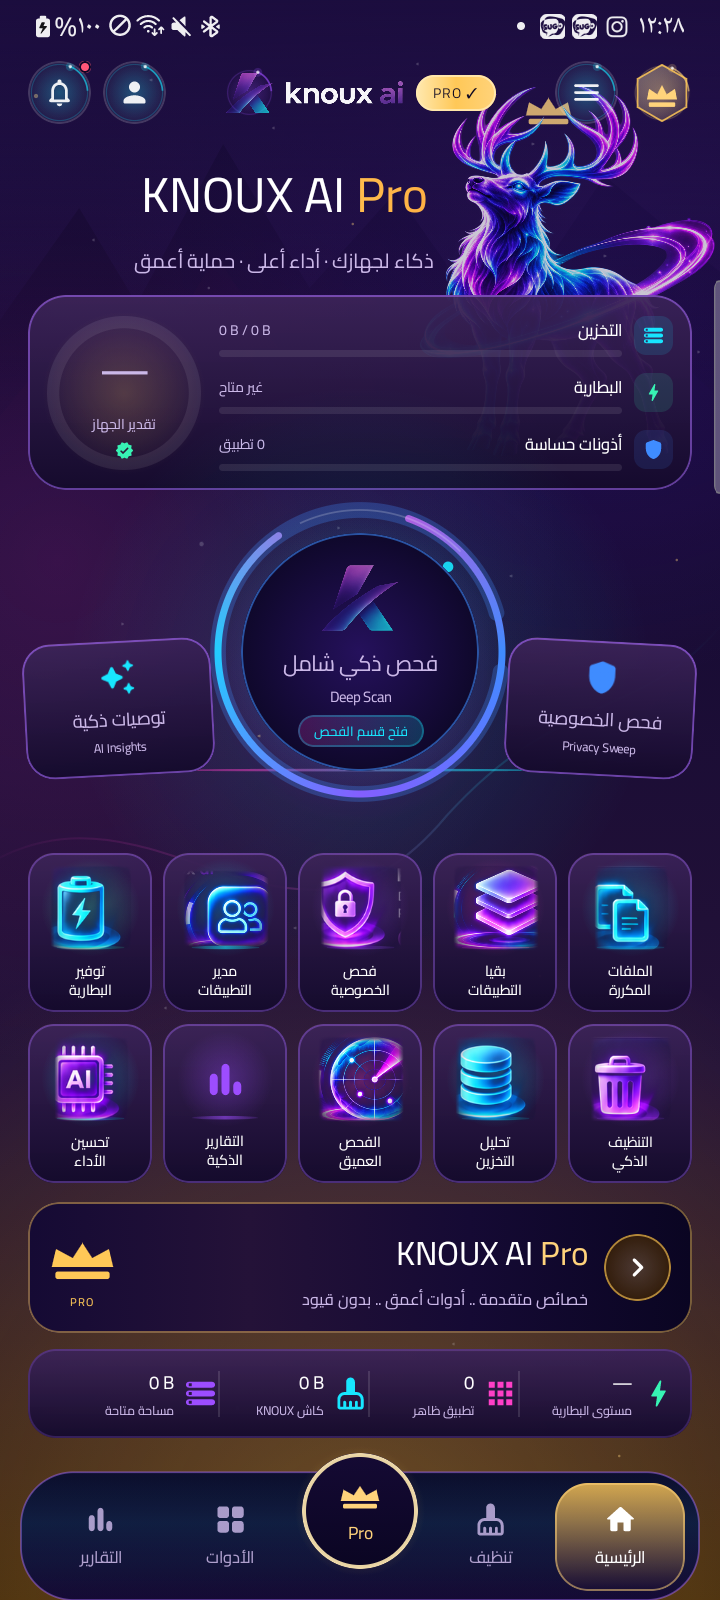 ١٢:٢٨
%١٠٠
knoux ai
PRO ✓
KNOUX AI Pro
ذكاء لجهازك · أداء أعلى · حماية أعمق
التخزين
0 B / 0 B
البطارية
غير متاح
أذونات حساسة
0 تطبيق
—
تقدير الجهاز
فحص ذكي شامل
Deep Scan
فتح قسم الفحص
فحص الخصوصية
Privacy Sweep
توصيات ذكية
AI Insights
الملفات
المكررة
بقيا
التطبيقات
فحص
الخصوصية
مدير
التطبيقات
توفير
البطارية
التنظيف
الذكي
تحليل
التخزين
الفحص
العميق
التقارير
الذكية
AI
تحسين
الأداء
KNOUX AI Pro
خصائص متقدمة .. أدوات أعمق .. بدون قيود
PRO
—
مستوى البطارية
0
تطبيق ظاهر
0 B
كاش KNOUX
0 B
مساحة متاحة
الرئيسية
تنظيف
Pro
الأدوات
التقارير